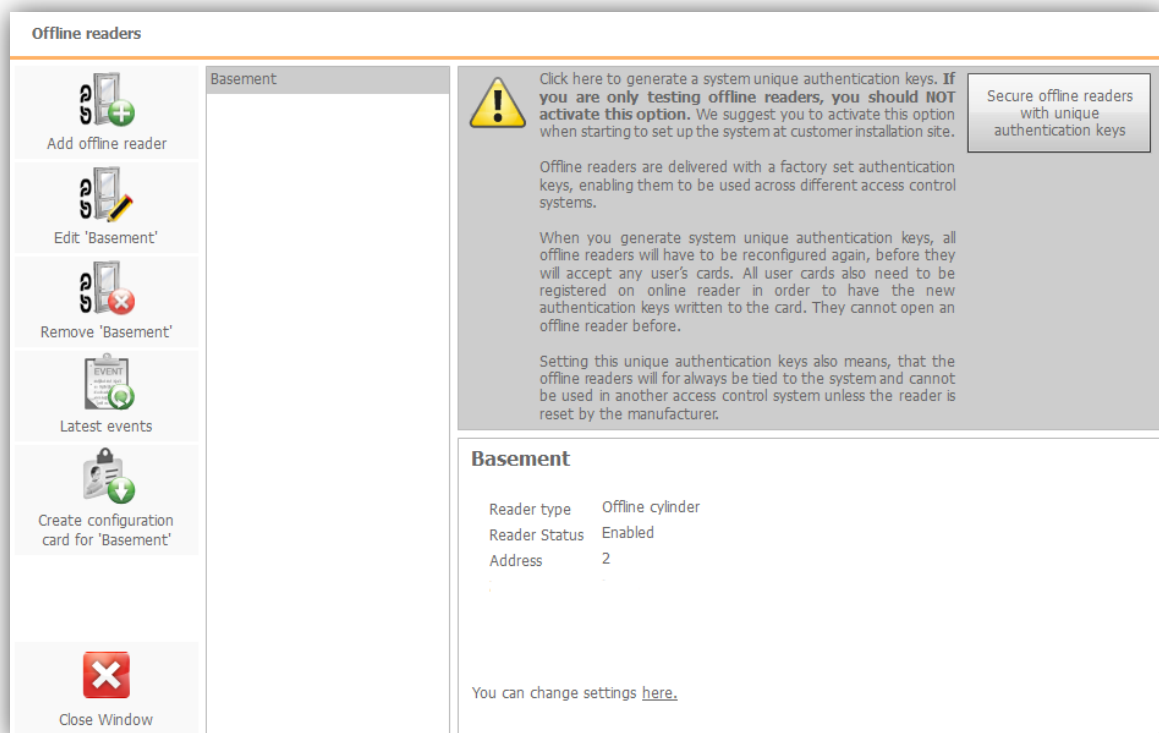 Offline readers
Add offline reader
Edit 'Basement'
Remove 'Basement'
EVENT
Latest events
Create configuration
card for 'Basement'
Close Window
Basement
Click here to generate a system unique authentication keys. If
you are only testing offline readers, you should NOT
activate this option. We suggest you to activate this option
when starting to set up the system at customer installation site.
Offline readers are delivered with a factory set authentication
keys, enabling them to be used across different access control
systems.
When you generate system unique authentication keys, all
offline readers will have to be reconfigured again, before they
will accept any user's cards. All user cards also need to be
registered on online reader in order to have the new
authentication keys written to the card. They cannot open an
offline reader before.
Setting this unique authentication keys also means, that the
offline readers will for always be tied to the system and cannot
be used in another access control system unless the reader is
reset by the manufacturer.
Secure offline readers
with unique
authentication keys
Basement
Reader type Offline cylinder
Reader Status Enabled
Address 2
You can change settings here.